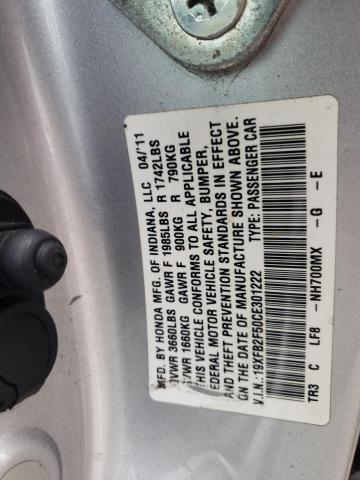 MFD. BY HONDA MFG. OF INDIANA, LLC 04/11
GVWR 3660LBS GAWR F 1985LBS R 1742LBS
GVWR 1660KG GAWR F 900KG R 790KG
THIS VEHICLE CONFORMS TO ALL APPLICABLE
FEDERAL MOTOR VEHICLE SAFETY, BUMPER,
AND THEFT PREVENTION STANDARDS IN EFFECT
ON THE DATE OF MANUFACTURE SHOWN ABOVE.
V.I.N.: 19XFB2F50CE301222 TYPE: PASSENGER CAR
TR3 C LF8 -NH700MX -G -E